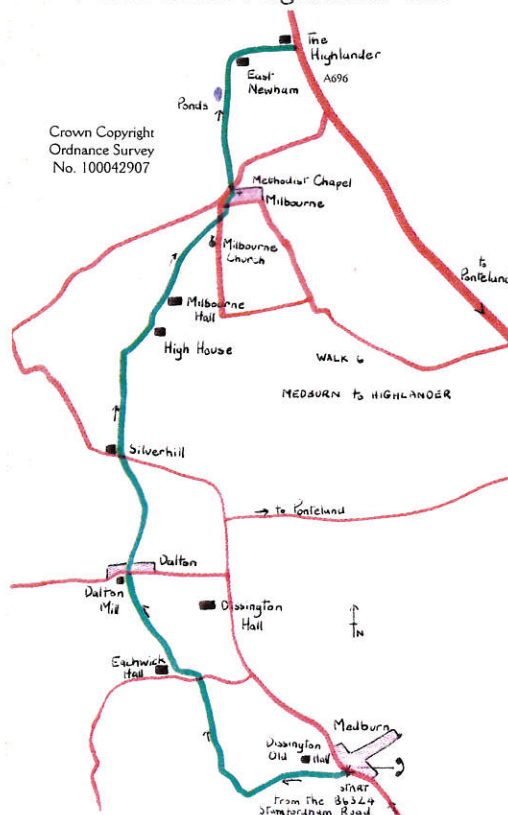 The
Highlander
A696
East
Newham
Ponds
Crown Copyright
Ordnance Survey
No. 100042907
Methodist Chapel
Milbourne
Milbourne
Church
to
Ponteland
Milbourne
Hall
High House
WALK 6
MEDBURN to HIGHLANDER
Silverhill
→ to Ponteland
Dalton
Dalton
Mill
Dissington
Hall
N
Eachwick
Hall
Medburn
Dissington
Old Hall
START
from the B6324
Stamfordham Road